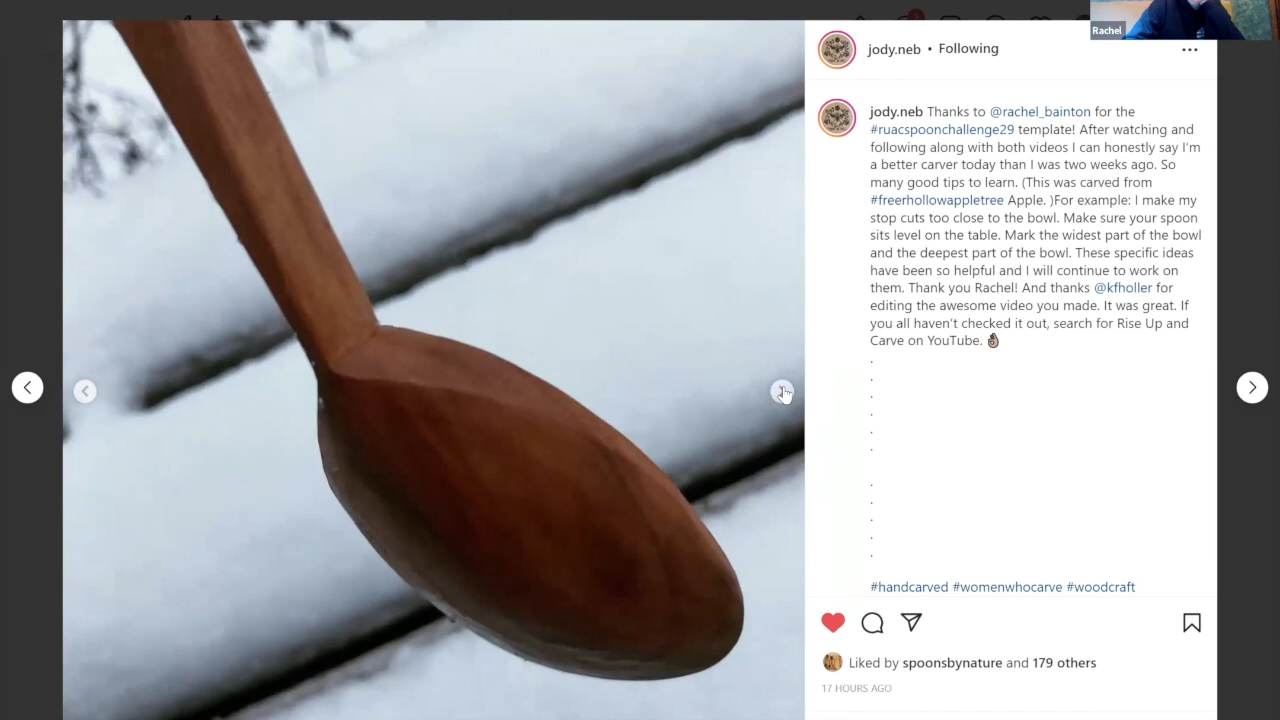 Rachel
jody.neb • Following
jody.neb Thanks to @rachel_bainton for the
#ruacspoonchallenge29 template! After watching and
following along with both videos I can honestly say I'm
a better carver today than I was two weeks ago. So
many good tips to learn. (This was carved from
#freerhollowappletree Apple. )For example: I make my
stop cuts too close to the bowl. Make sure your spoon
sits level on the table. Mark the widest part of the bowl
and the deepest part of the bowl. These specific ideas
have been so helpful and I will continue to work on
them. Thank you Rachel! And thanks @kfholler for
editing the awesome video you made. It was great. If
you all haven't checked it out, search for Rise Up and
Carve on YouTube. 👌🏽
.
.
.
.
.
.
.
.
.
.
.
#handcarved #womenwhocarve #woodcraft
Liked by spoonsbynature and 179 others
17 HOURS AGO